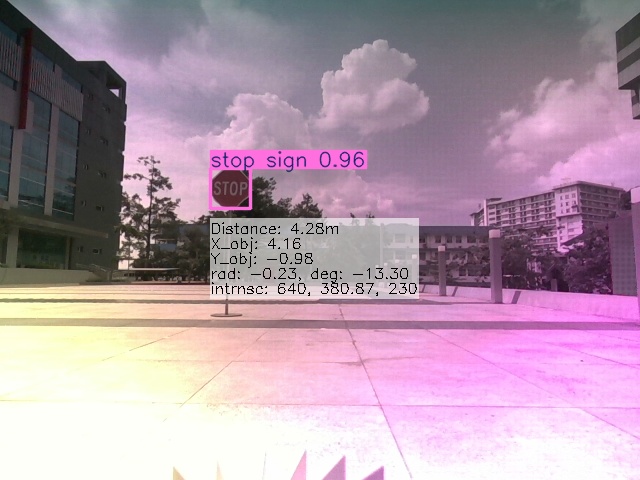 stop sign 0.96
STOP
Distance: 4.28m
X_obj: 4.16
Y_obj: −0.98
rad: −0.23, deg: −13.30
intrnsc: 640, 380.87, 230